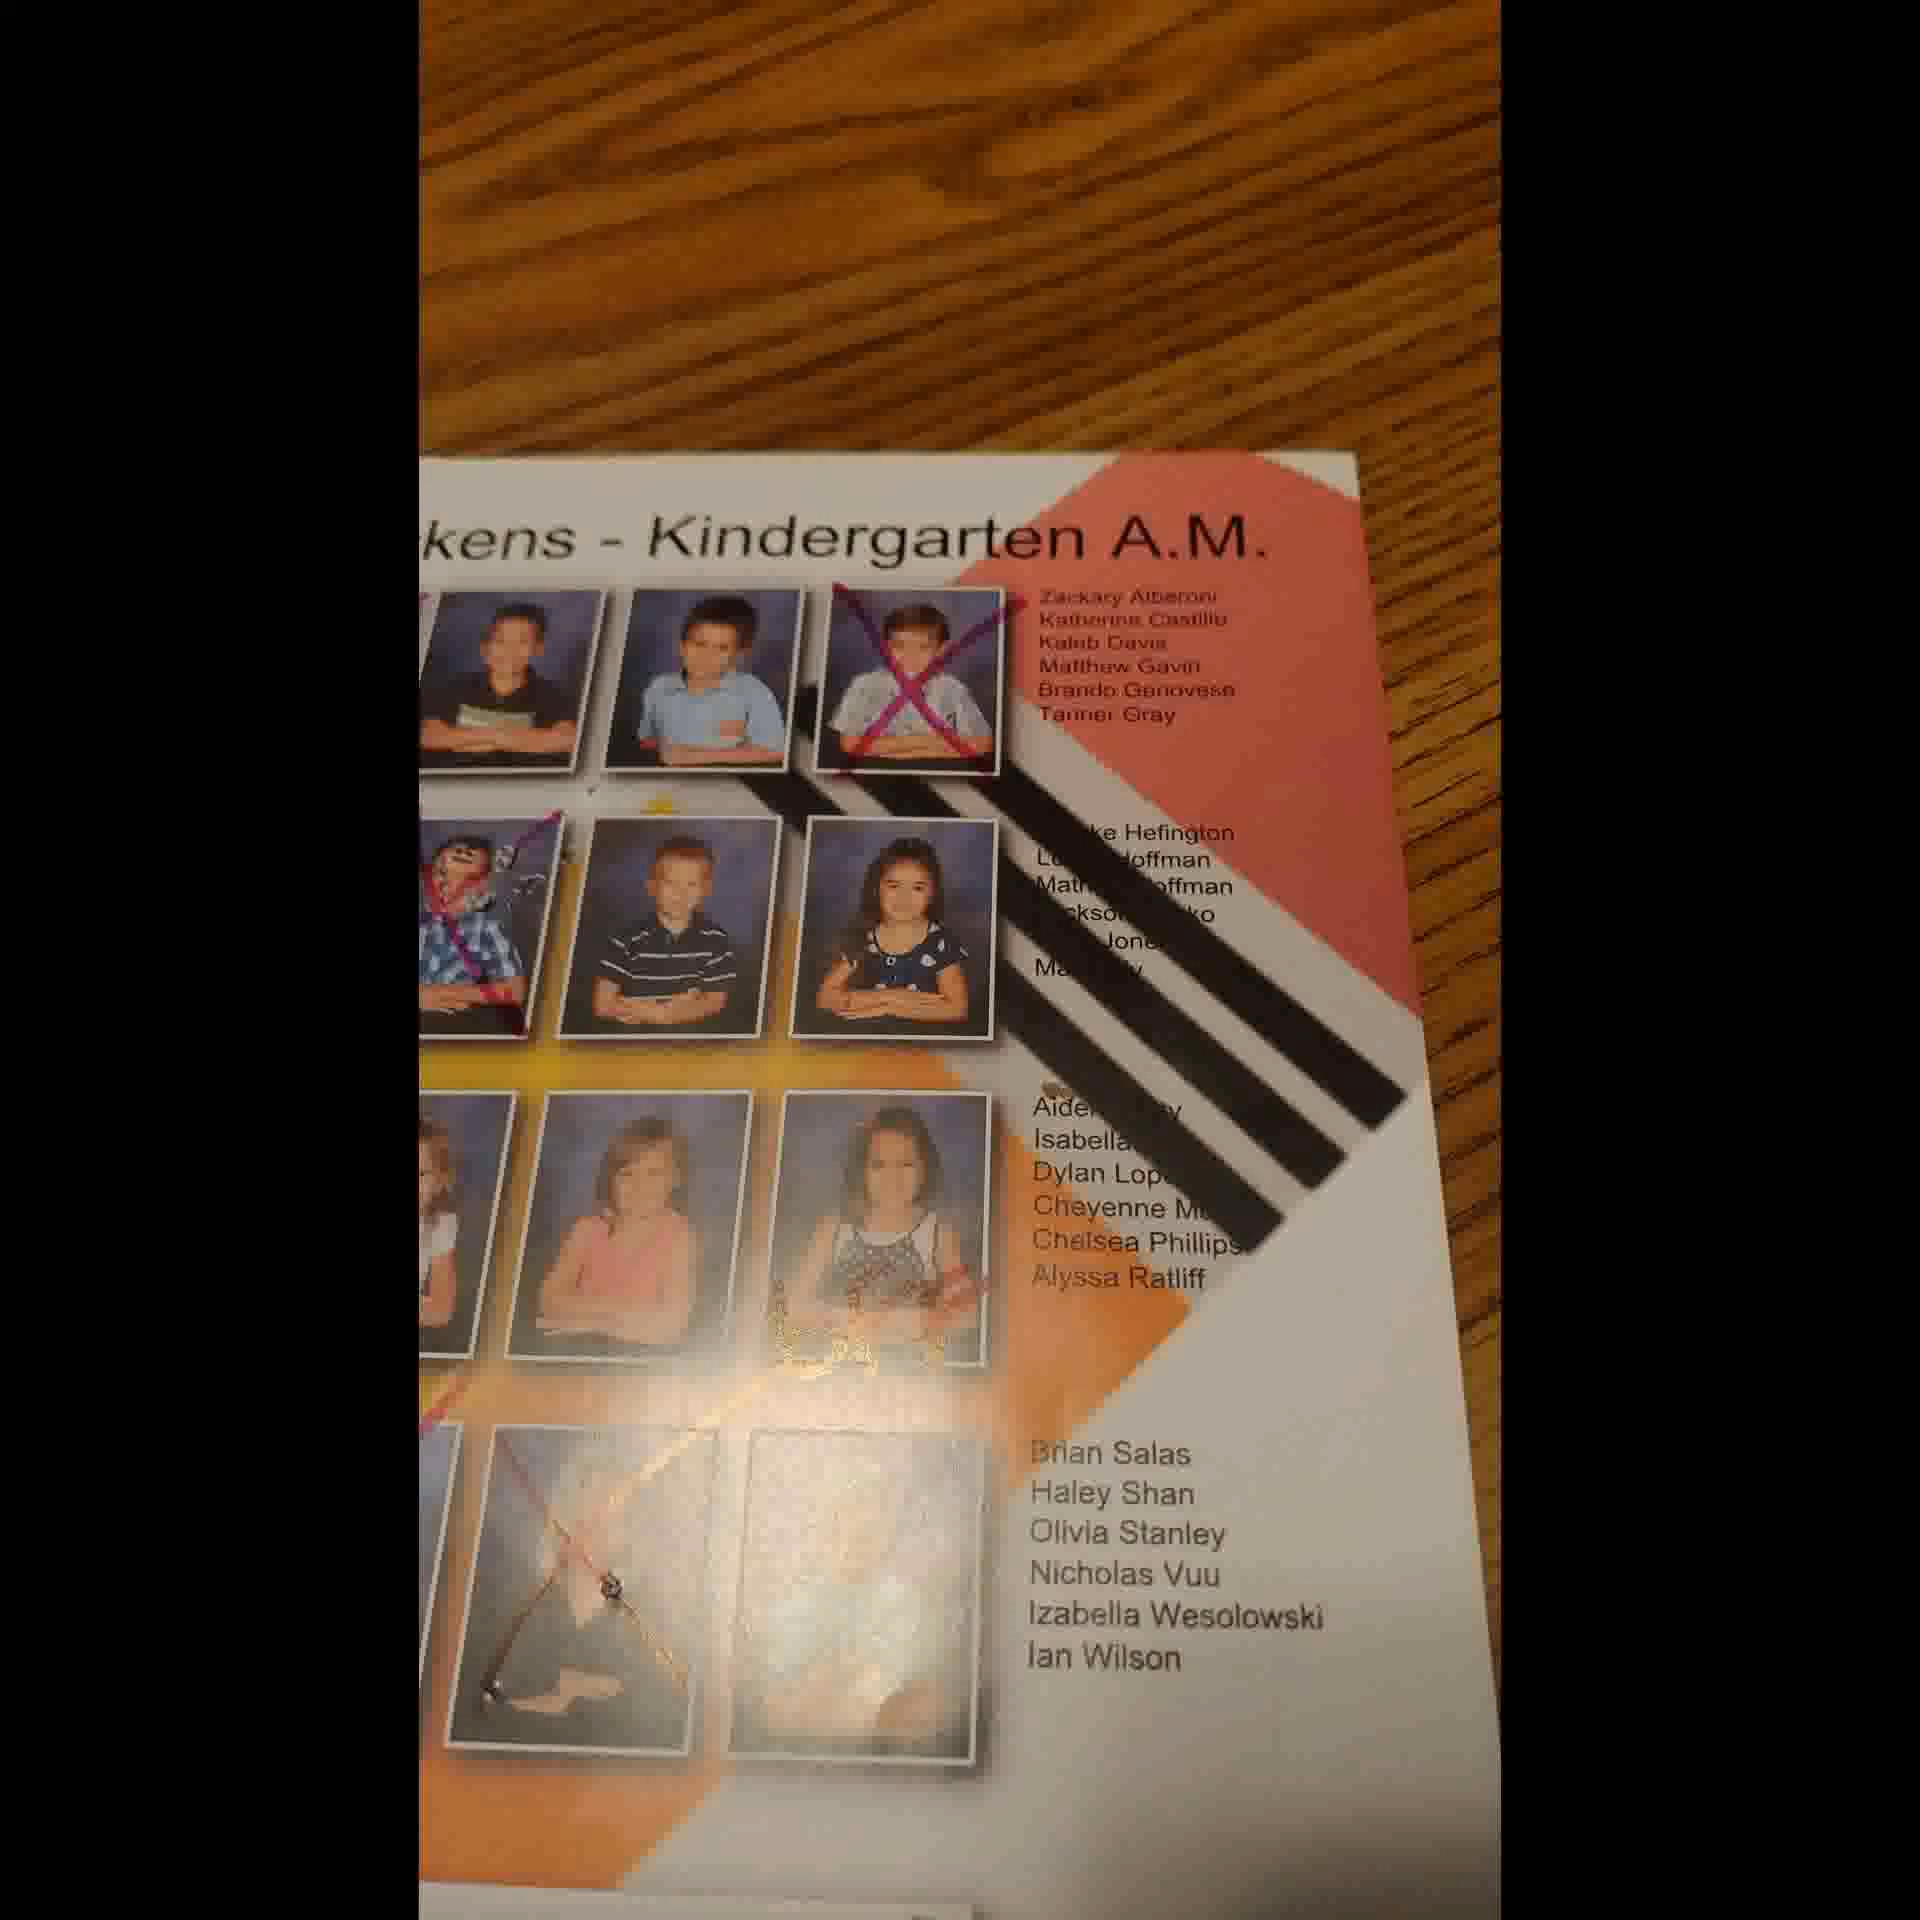 kens - Kindergarten A.M.
Zackary Alberoni
Katherine Castillo
Kaleb Davis
Matthew Gavin
Brando Genovese
Tanner Gray
Hefington
Hoffman
Hoffman
Aiden
Isabella
Dylan
Cheyenne
Chelsea Phillips
Alyssa Ratliff
Brian Salas
Haley Shan
Olivia Stanley
Nicholas Vuu
Izabella Wesolowski
Ian Wilson